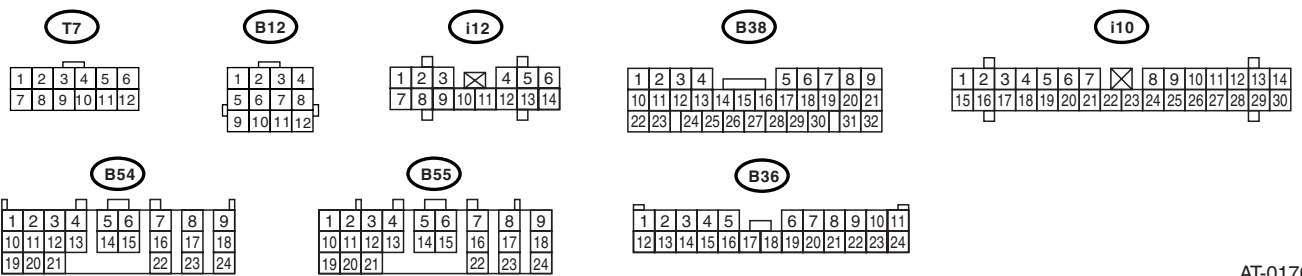 T7 B12 i12 B38 i10
1 2 3 4 5 6
7 8 9 10 11 12
1 2 3 4
5 6 7 8
9 10 11 12
1 2 3 4 5 6
7 8 9 10 11 12 13 14
1 2 3 4 5 6 7 8 9
10 11 12 13 14 15 16 17 18 19 20 21
22 23 24 25 26 27 28 29 30 31 32
1 2 3 4 5 6 7 8 9 10 11 12 13 14
15 16 17 18 19 20 21 22 23 24 25 26 27 28 29 30
B54 B55 B36
1 2 3 4 5 6 7 8 9
10 11 12 13 14 15 16 17 18
19 20 21 22 23 24
1 2 3 4 5 6 7 8 9
10 11 12 13 14 15 16 17 18
19 20 21 22 23 24
1 2 3 4 5 6 7 8 9 10 11
12 13 14 15 16 17 18 19 20 21 22 23 24